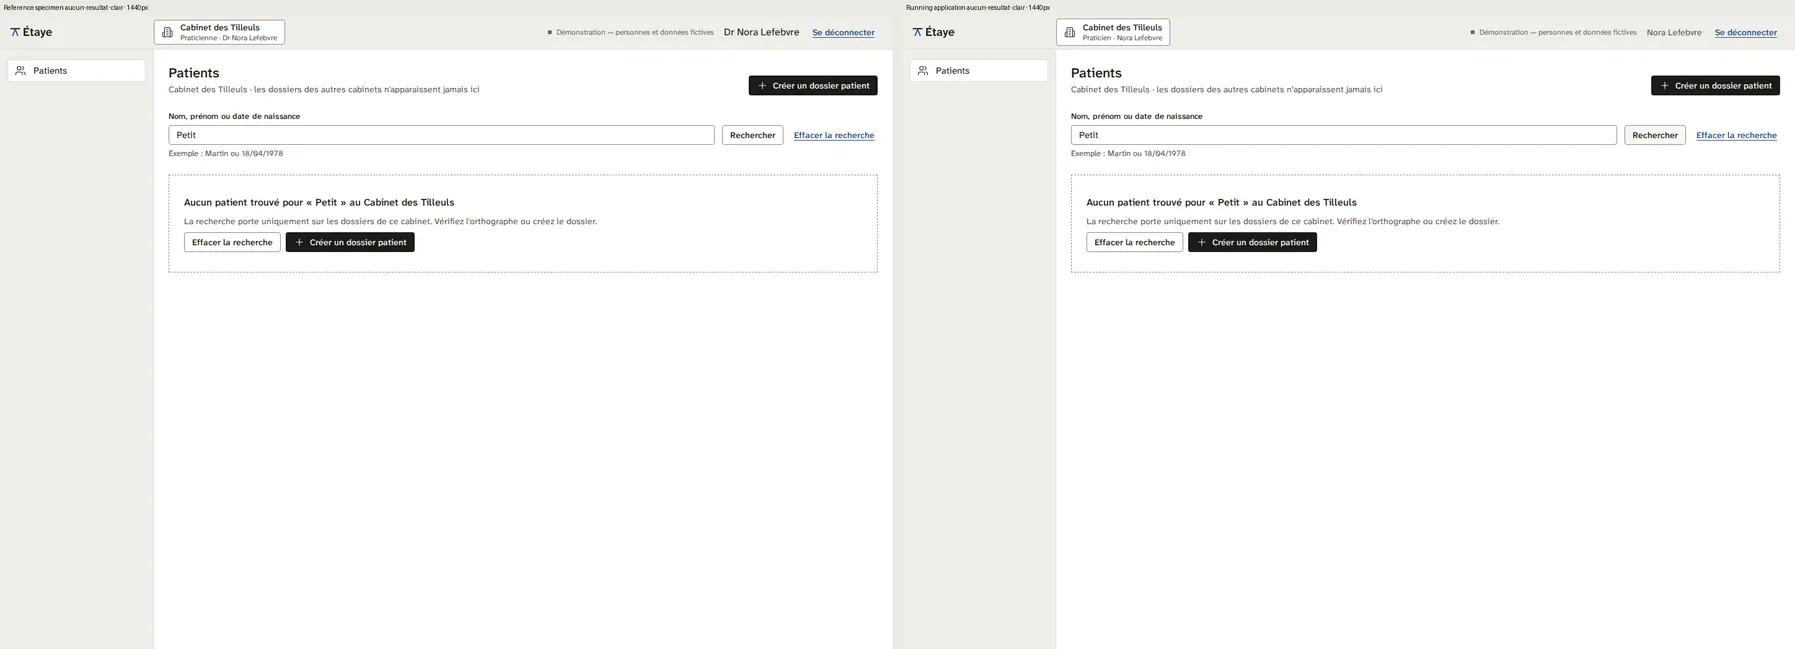 Reference specimen aucun-resultat-clair · 1440px
Étaye
Cabinet des Tilleuls
Praticienne · Dr Nora Lefebvre
Démonstration — personnes et données fictives
Dr Nora Lefebvre
Se déconnecter
Patients
Patients
Cabinet des Tilleuls · les dossiers des autres cabinets n'apparaissent jamais ici
Créer un dossier patient
Nom, prénom ou date de naissance
Petit
Rechercher
Effacer la recherche
Exemple : Martin ou 18/04/1978
Aucun patient trouvé pour « Petit » au Cabinet des Tilleuls
La recherche porte uniquement sur les dossiers de ce cabinet. Vérifiez l'orthographe ou créez le dossier.
Effacer la recherche
Créer un dossier patient
Running application aucun-resultat-clair · 1440px
Étaye
Cabinet des Tilleuls
Praticien · Nora Lefebvre
Démonstration — personnes et données fictives
Nora Lefebvre
Se déconnecter
Patients
Patients
Cabinet des Tilleuls · les dossiers des autres cabinets n'apparaissent jamais ici
Créer un dossier patient
Nom, prénom ou date de naissance
Petit
Rechercher
Effacer la recherche
Exemple : Martin ou 18/04/1978
Aucun patient trouvé pour « Petit » au Cabinet des Tilleuls
La recherche porte uniquement sur les dossiers de ce cabinet. Vérifiez l'orthographe ou créez le dossier.
Effacer la recherche
Créer un dossier patient